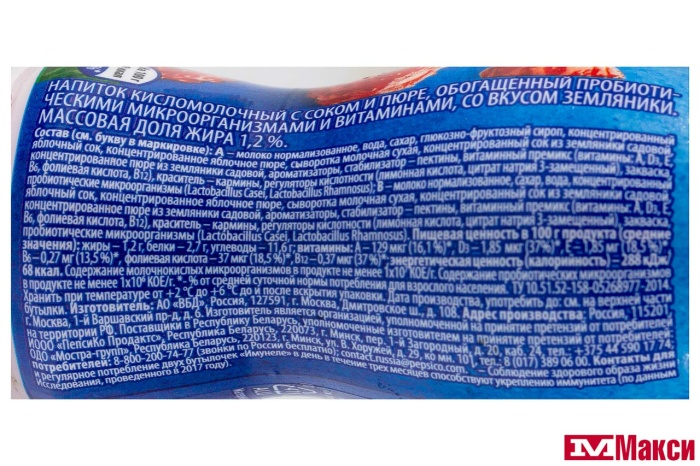 НАПИТОК КИСЛОМОЛОЧНЫЙ С СОКОМ И ПЮРЕ, ОБОГАЩЕННЫЙ ПРОБИОТИ-
ЧЕСКИМИ МИКРООРГАНИЗМАМИ И ВИТАМИНАМИ, СО ВКУСОМ ЗЕМЛЯНИКИ.
МАССОВАЯ ДОЛЯ ЖИРА 1,2 %.
Состав (см. букву в маркировке): А – молоко нормализованное, вода, сахар, глюкозно-фруктозный сироп, концентрированный
яблочный сок, концентрированное яблочное пюре, сыворотка молочная сухая, концентрированный сок из земляники садовой,
концентрированное пюре из земляники садовой, ароматизаторы, стабилизатор – пектины, витаминный премикс (витамины: А, D3, Е,
В6, фолиевая кислота, В12), краситель – кармины, регуляторы кислотности (лимонная кислота, цитрат натрия 3-замещенный), закваска,
пробиотические микроорганизмы (Lactobacillus Casei, Lactobacillus Rhamnosus); В – молоко нормализованное, сахар, вода, концентрированный
яблочный сок, концентрированное яблочное пюре, сыворотка молочная сухая, концентрированный сок из земляники садовой,
концентрированное пюре из земляники садовой, ароматизаторы, стабилизатор – пектины, витаминный премикс (витамины: А, D3, Е,
В6, фолиевая кислота, В12), краситель – кармины, регуляторы кислотности (лимонная кислота, цитрат натрия 3-замещенный), закваска,
пробиотические микроорганизмы (Lactobacillus Casei, Lactobacillus Rhamnosus). Пищевая ценность в 100 г продукта (средние
значения): жиры – 1,2 г, белки – 2,7 г, углеводы – 11,6 г; витамины: А –129 мкг (16,1%)*, D3 –1,85 мкг (37%)*, Е –1,85 мг (18,5%)*,
В6 –0,27 мг (13,5%)*, фолиевая кислота –37 мкг (18,5%)*, В12 –0,37 мкг (37%)*; энергетическая ценность (калорийность) – 288 кДж/
68 ккал. Содержание молочнокислых микроорганизмов в продукте не менее 1x10⁷ КОЕ/г. Содержание пробиотических микроорганизмов
в продукте не менее 1x10⁶ КОЕ/г. *-% от средней суточной нормы потребления для взрослого человека. ТУ 10.51.52-158-05268977-2014
Хранить при температуре от +2 °С до +6 °С до и после вскрытия упаковки. Дата производства, употребить до: см. на верхней части
бутылки. Изготовитель: АО «ВБД», Россия, 127591, г. Москва, Дмитровское ш., д. 108. Адрес производства: Россия, 115201,
г. Москва, 1-й Варшавский пр-д, д. 6. Изготовитель является организацией, уполномоченной на принятие претензий от потребителей
на территории РФ. Поставщики в Республику Беларусь, уполномоченные изготовителем на принятие претензий от потребителей:
ООО «ПепсиКо Продактс», Республика Беларусь, 220073, г. Минск, пер. 1-й Загородный, д. 20, каб. 24, тел. – +375 44 590 17 74.
ОДО «Мостра-групп», Республика Беларусь, 220123, г. Минск, ул. В. Хоружей, д. 29, ком. 101, тел. – 8 (017) 389 06 00. Контакты для
потребителей: 8-800-200-74-77 (Звонки по России бесплатно), contact.russia@pepsico.com. – Соблюдение здорового образа жизни
и регулярное потребление двух бутылочек «Имунеле» в день в течение трех месяцев способствуют укреплению иммунитета (по данным
Исследования, проведенного в 2017 году).
Макси